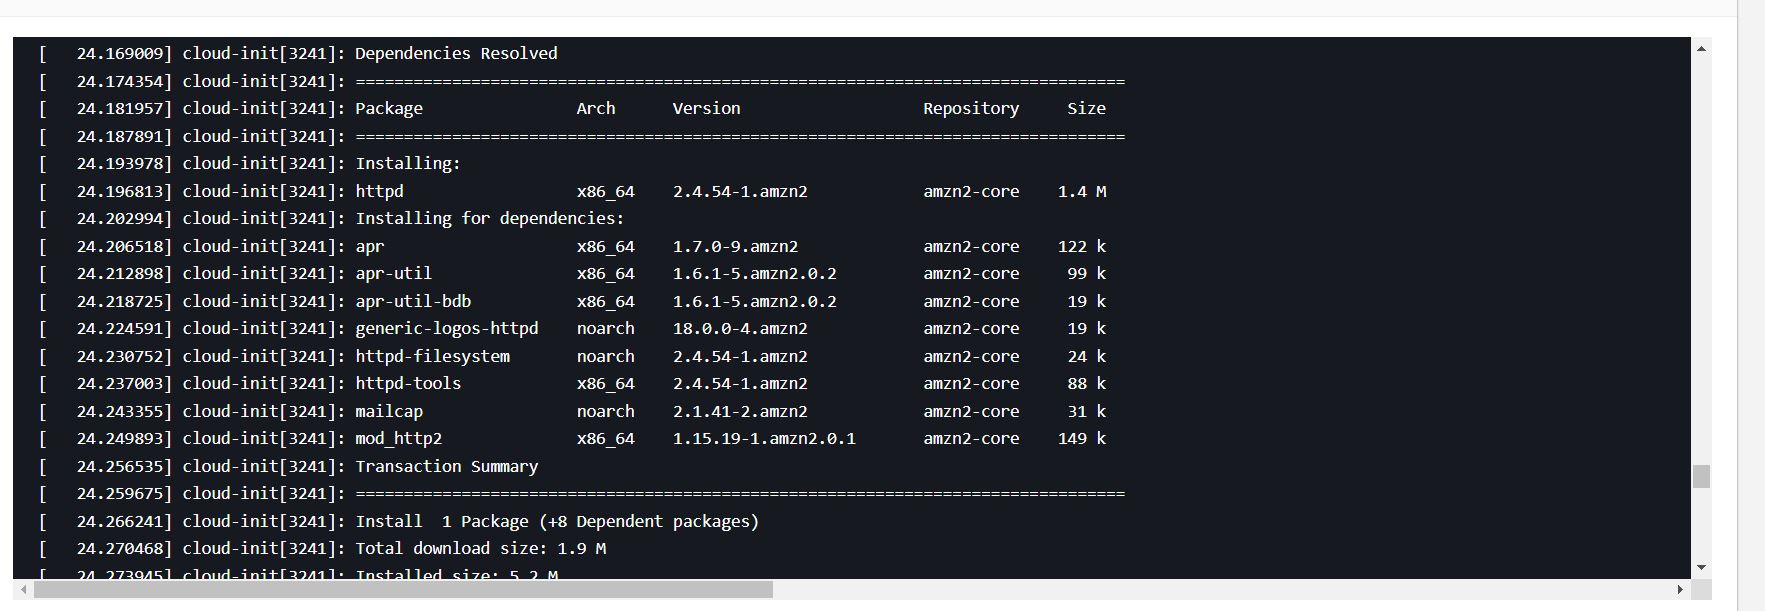 [   24.169009] cloud-init[3241]: Dependencies Resolved
[   24.174354] cloud-init[3241]: ================================================================================
[   24.181957] cloud-init[3241]: Package                Arch      Version                   Repository     Size
[   24.187891] cloud-init[3241]: ================================================================================
[   24.193978] cloud-init[3241]: Installing:
[   24.196813] cloud-init[3241]: httpd                  x86_64    2.4.54-1.amzn2            amzn2-core    1.4 M
[   24.202994] cloud-init[3241]: Installing for dependencies:
[   24.206518] cloud-init[3241]: apr                    x86_64    1.7.0-9.amzn2             amzn2-core    122 k
[   24.212898] cloud-init[3241]: apr-util               x86_64    1.6.1-5.amzn2.0.2         amzn2-core     99 k
[   24.218725] cloud-init[3241]: apr-util-bdb           x86_64    1.6.1-5.amzn2.0.2         amzn2-core     19 k
[   24.224591] cloud-init[3241]: generic-logos-httpd    noarch    18.0.0-4.amzn2            amzn2-core     19 k
[   24.230752] cloud-init[3241]: httpd-filesystem       noarch    2.4.54-1.amzn2            amzn2-core     24 k
[   24.237003] cloud-init[3241]: httpd-tools            x86_64    2.4.54-1.amzn2            amzn2-core     88 k
[   24.243355] cloud-init[3241]: mailcap                noarch    2.1.41-2.amzn2            amzn2-core     31 k
[   24.249893] cloud-init[3241]: mod_http2              x86_64    1.15.19-1.amzn2.0.1       amzn2-core    149 k
[   24.256535] cloud-init[3241]: Transaction Summary
[   24.259675] cloud-init[3241]: ================================================================================
[   24.266241] cloud-init[3241]: Install  1 Package (+8 Dependent packages)
[   24.270468] cloud-init[3241]: Total download size: 1.9 M
[   24.273945] cloud-init[3241]: Installed size: 5.2 M